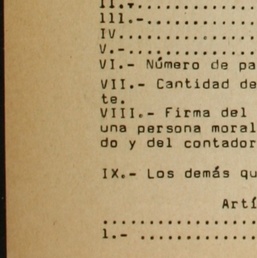 II.-..................
III.-.................
IV....................
V.-...................
VI.- Número de pa
VII.- Cantidad de
te.
VIII.- Firma del
una persona moral
do y del contador
IX.- Los demás qu
Artí
......................
1.- ..................